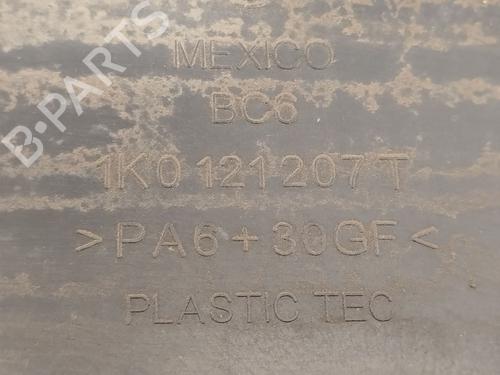 B-PARTS
MEXICO
BC6
1K0 121 207 T
>PA6+30GF<
PLASTIC TEC